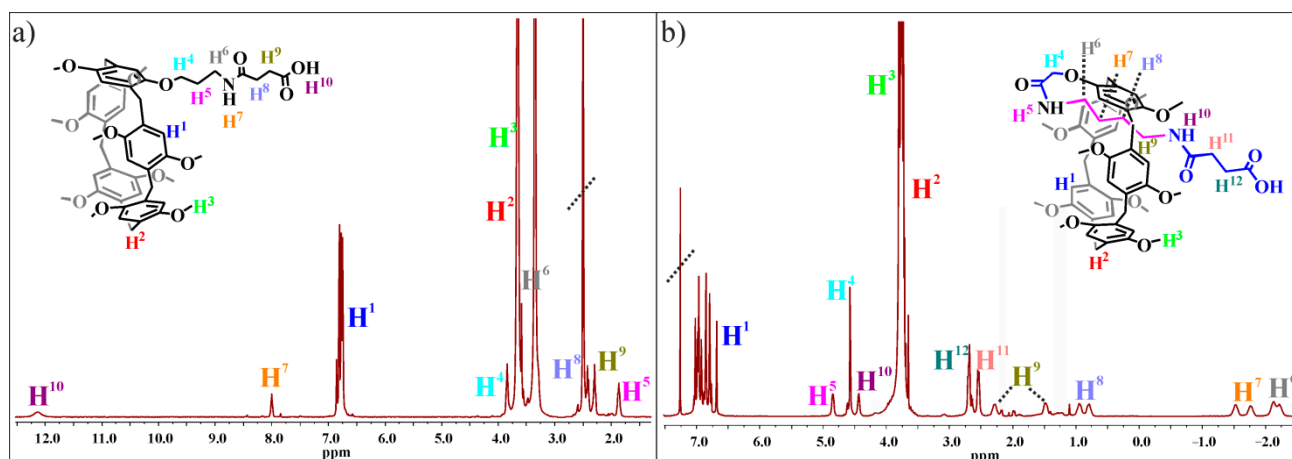 a)
H⁴
H⁶
H⁹
O
O
O
N
O
OH
H¹⁰
H⁵
H
H⁸
O
H⁷
O
O
O
H¹
O
O
O
O
O
H³
H²
H¹⁰
H⁷
H¹
H³
H²
H⁶
H⁴
H⁸
H⁹
H⁵
12.0 11.0 10.0 9.0 8.0 7.0 6.0 5.0 4.0 3.0 2.0
ppm
b)
H⁶
H⁴
H⁷
H⁸
O
O
O
H⁵
NH
H¹⁰
O
NH
H¹¹
H⁹
O
O
H¹
O
H¹²
OH
O
O
O
O
H³
H²
H³
H²
H¹
H⁴
H⁵
H¹⁰
H¹²
H¹¹
H⁹
H⁸
H⁷
H⁶
7.0 6.0 5.0 4.0 3.0 2.0 1.0 0.0 −1.0 −2.0
ppm